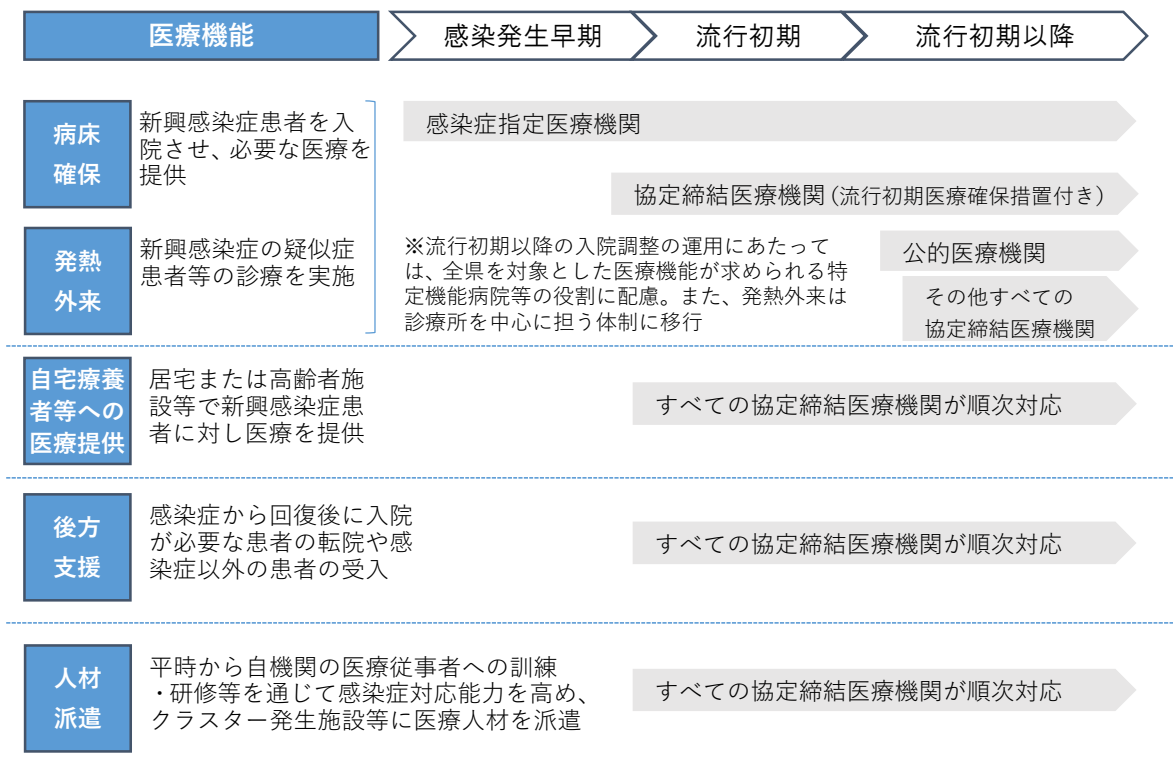 医療機能
感染発生早期
流行初期
流行初期以降
病床
確保
新興感染症患者を入
院させ、必要な医療を
提供
感染症指定医療機関
協定締結医療機関(流行初期医療確保措置付き)
発熱
外来
新興感染症の疑似症
患者等の診療を実施
※流行初期以降の入院調整の運用にあたって
は、全県を対象とした医療機能が求められる特
定機能病院等の役割に配慮。また、発熱外来は
診療所を中心に担う体制に移行
公的医療機関
その他すべての
協定締結医療機関
自宅療養
者等への
医療提供
居宅または高齢者施
設等で新興感染症患
者に対し医療を提供
すべての協定締結医療機関が順次対応
後方
支援
感染症から回復後に入院
が必要な患者の転院や感
染症以外の患者の受入
すべての協定締結医療機関が順次対応
人材
派遣
平時から自機関の医療従事者への訓練
・研修等を通じて感染症対応能力を高め、
クラスター発生施設等に医療人材を派遣
すべての協定締結医療機関が順次対応